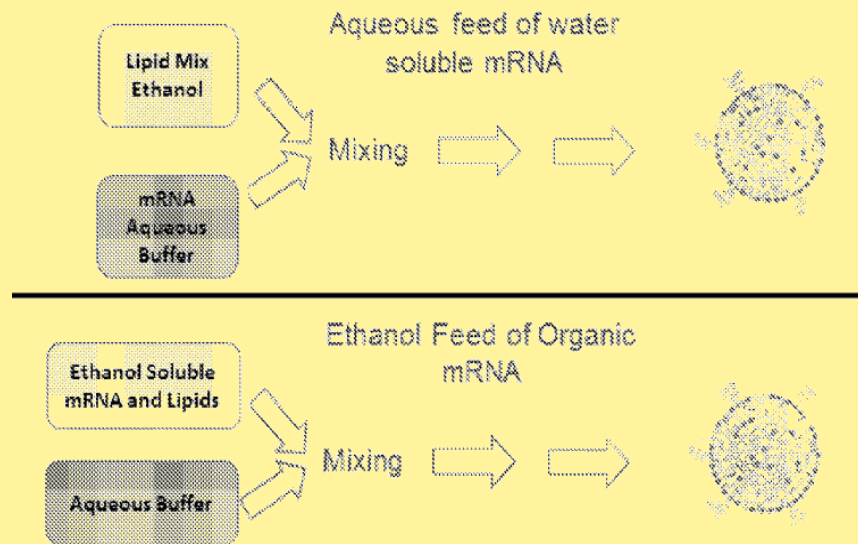 Aqueous feed of water
soluble mRNA
Lipid Mix
Ethanol
Mixing
mRNA
Aqueous
Buffer
Ethanol Feed of Organic
mRNA
Ethanol Soluble
mRNA and Lipids
Mixing
Aqueous Buffer